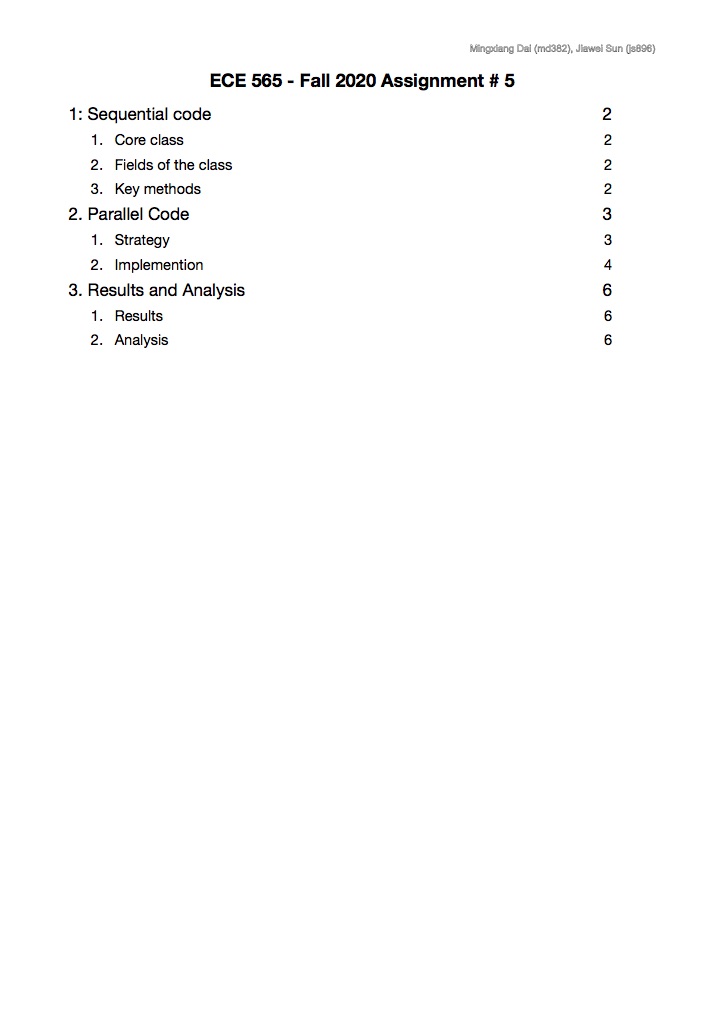 Mingxiang Dai (md382), Jiawei Sun (js896)
ECE 565 - Fall 2020 Assignment # 5
1: Sequential code 2
1. Core class 2
2. Fields of the class 2
3. Key methods 2
2. Parallel Code 3
1. Strategy 3
2. Implemention 4
3. Results and Analysis 6
1. Results 6
2. Analysis 6